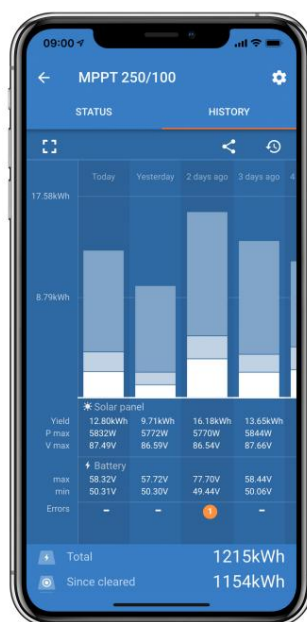 09:00
MPPT 250/100
STATUS HISTORY
Today Yesterday 2 days ago 3 days ago 4
17.58kWh
8.79kWh
Solar panel
Yield 12.80kWh 9.71kWh 16.18kWh 13.65kWh
P max 5832W 5772W 5770W 5844W
V max 87.49V 86.59V 86.54V 87.66V
Battery
max 58.32V 57.72V 77.70V 58.44V
min 50.31V 50.30V 49.44V 50.06V
Errors – – 1 –
Total 1215kWh
Since cleared 1154kWh